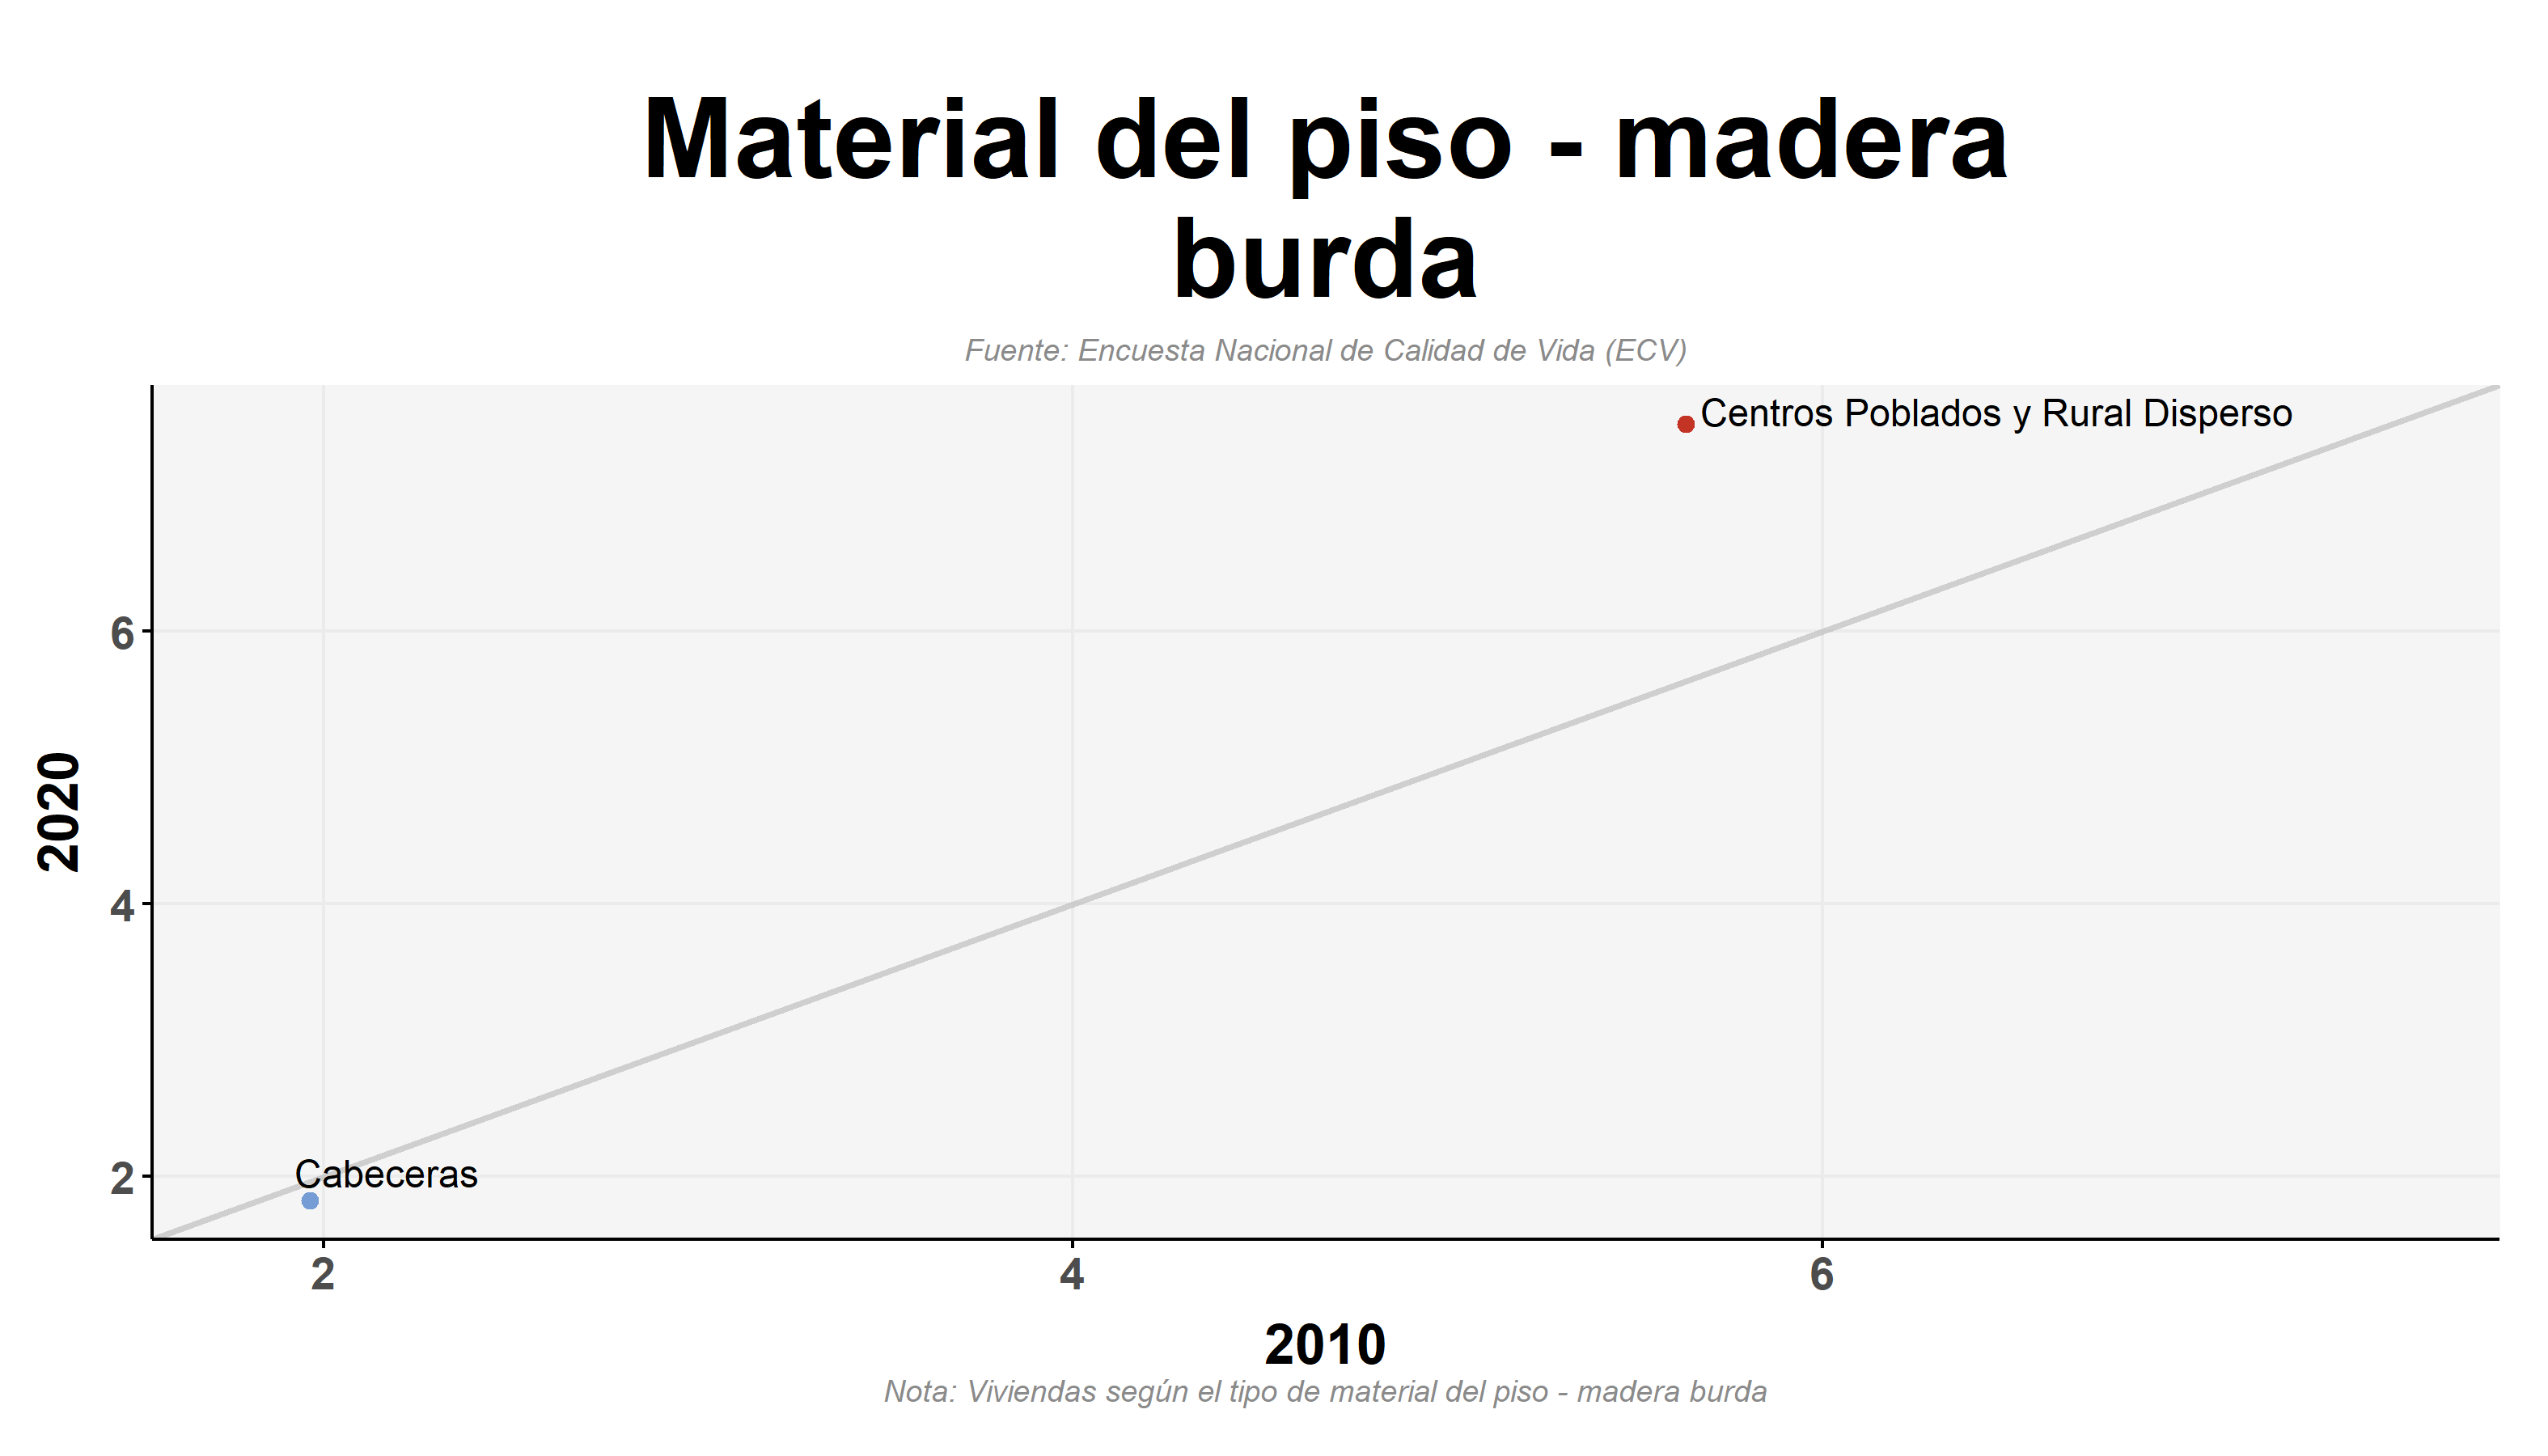 Material del piso - madera
burda
Fuente: Encuesta Nacional de Calidad de Vida (ECV)
Centros Poblados y Rural Disperso
6
2020
4
2
Cabeceras
2 4 6
2010
Nota: Viviendas según el tipo de material del piso - madera burda